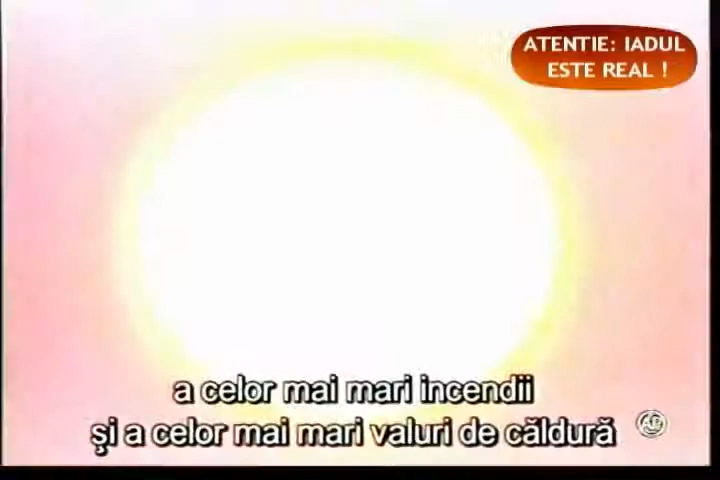 ATENTIE: IADUL
ESTE REAL !
a celor mai mari incendii
şi a celor mai mari valuri de căldură